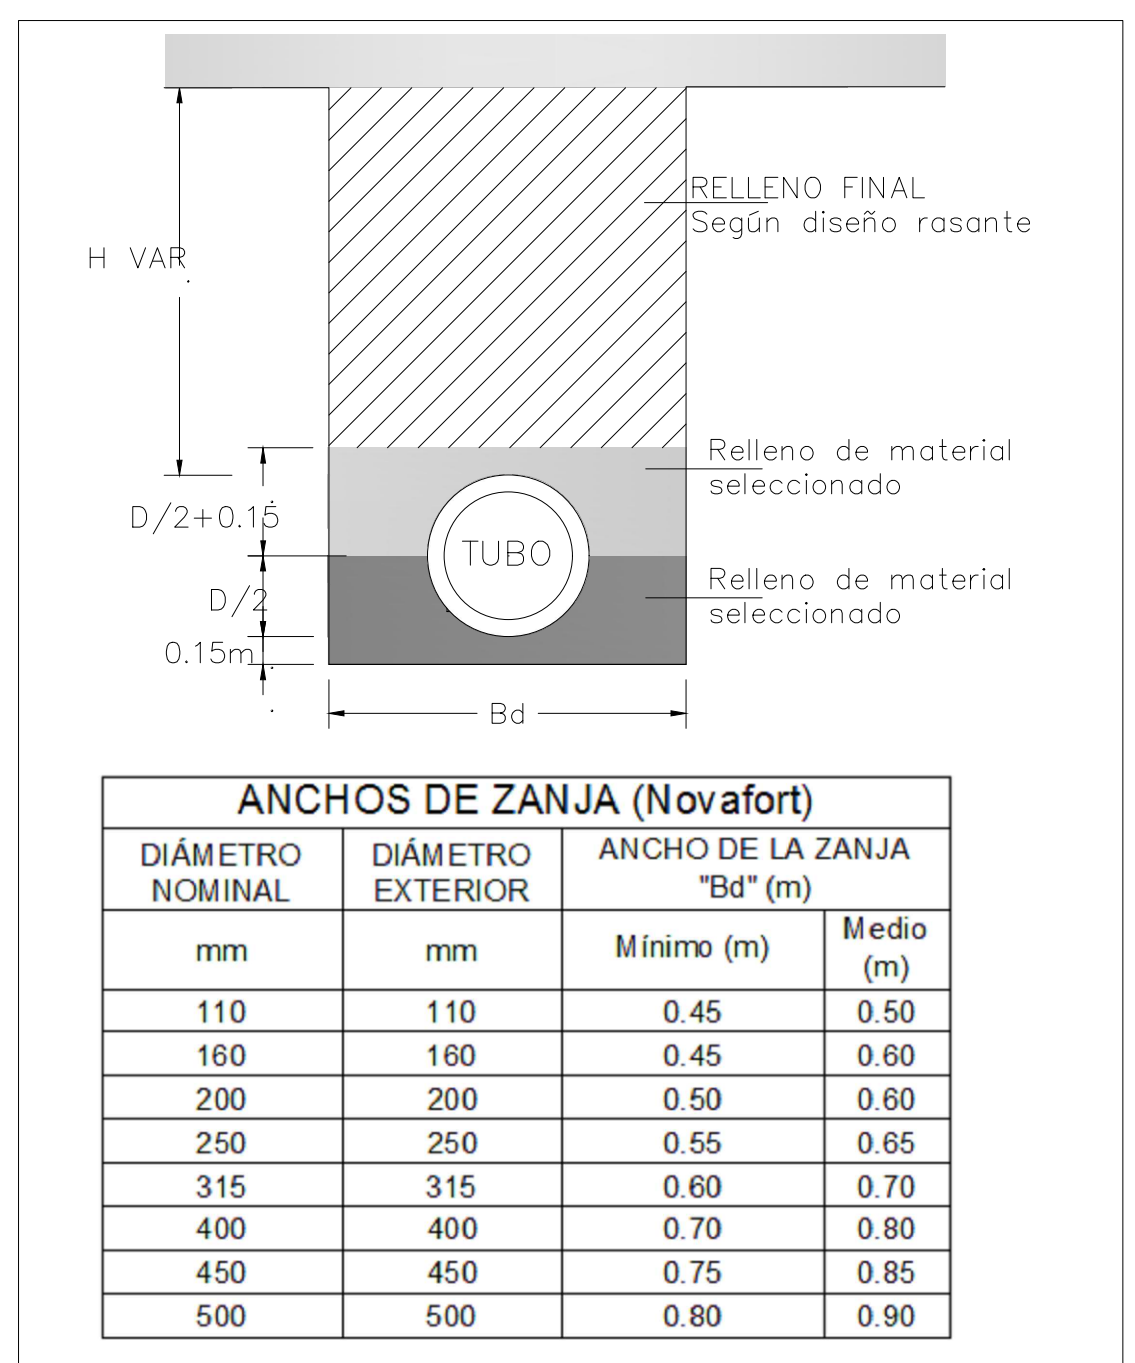 RELLENO FINAL
Según diseño rasante
H VAR.
Relleno de material
seleccionado
D/2+0.15
TUBO
Relleno de material
seleccionado
D/2
0.15m
Bd
ANCHOS DE ZANJA (Novafort)
DIÁMETRO NOMINAL DIÁMETRO EXTERIOR ANCHO DE LA ZANJA "Bd" (m)
mm mm Mínimo (m) Medio (m)
110 110 0.45 0.50
160 160 0.45 0.60
200 200 0.50 0.60
250 250 0.55 0.65
315 315 0.60 0.70
400 400 0.70 0.80
450 450 0.75 0.85
500 500 0.80 0.90